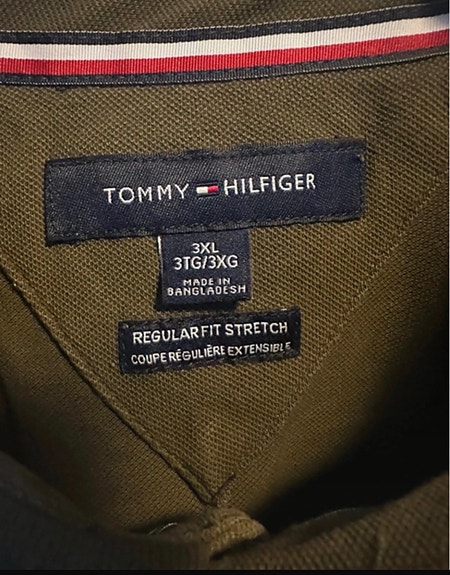 TOMMY HILFIGER
3XL
3TG/3XG
MADE IN
BANGLADESH
REGULAR FIT STRETCH
COUPE RÉGULIÈRE EXTENSIBLE